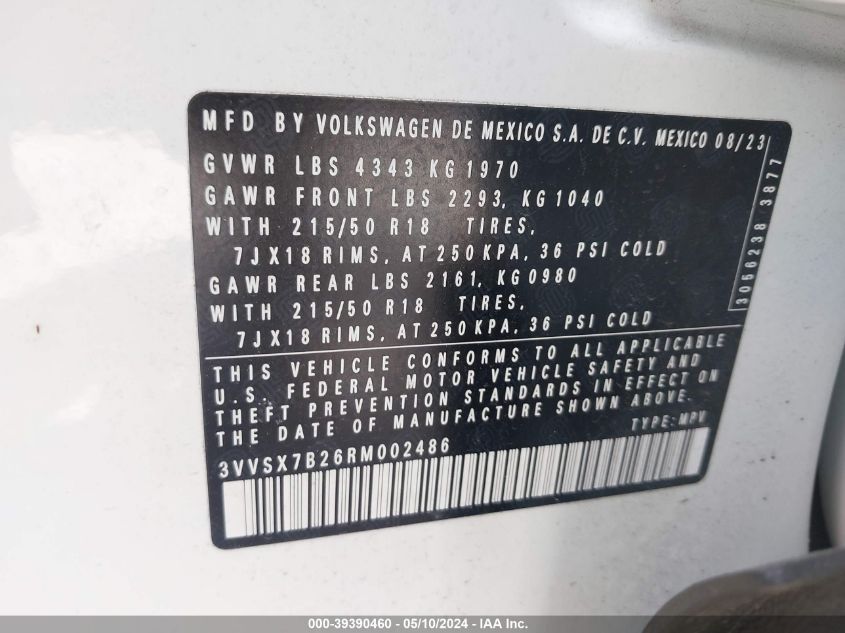 MFD BY VOLKSWAGEN DE MEXICO S.A. DE C.V. MEXICO 08/23
GVWR LBS 4343 KG 1970
GAWR FRONT LBS 2293, KG 1040
WITH 215/50 R18 TIRES,
7JX18 RIMS, AT 250 KPA, 36 PSI COLD
GAWR REAR LBS 2161, KG 0980
WITH 215/50 R18 TIRES,
7JX18 RIMS, AT 250 KPA, 36 PSI COLD
3056238 3877
THIS VEHICLE CONFORMS TO ALL APPLICABLE
U.S. FEDERAL MOTOR VEHICLE SAFETY AND
THEFT PREVENTION STANDARDS IN EFFECT ON
THE DATE OF MANUFACTURE SHOWN ABOVE.
TYPE: MPV
3VVSX7B26RM002486
000-39390460 - 05/10/2024 - IAA Inc.